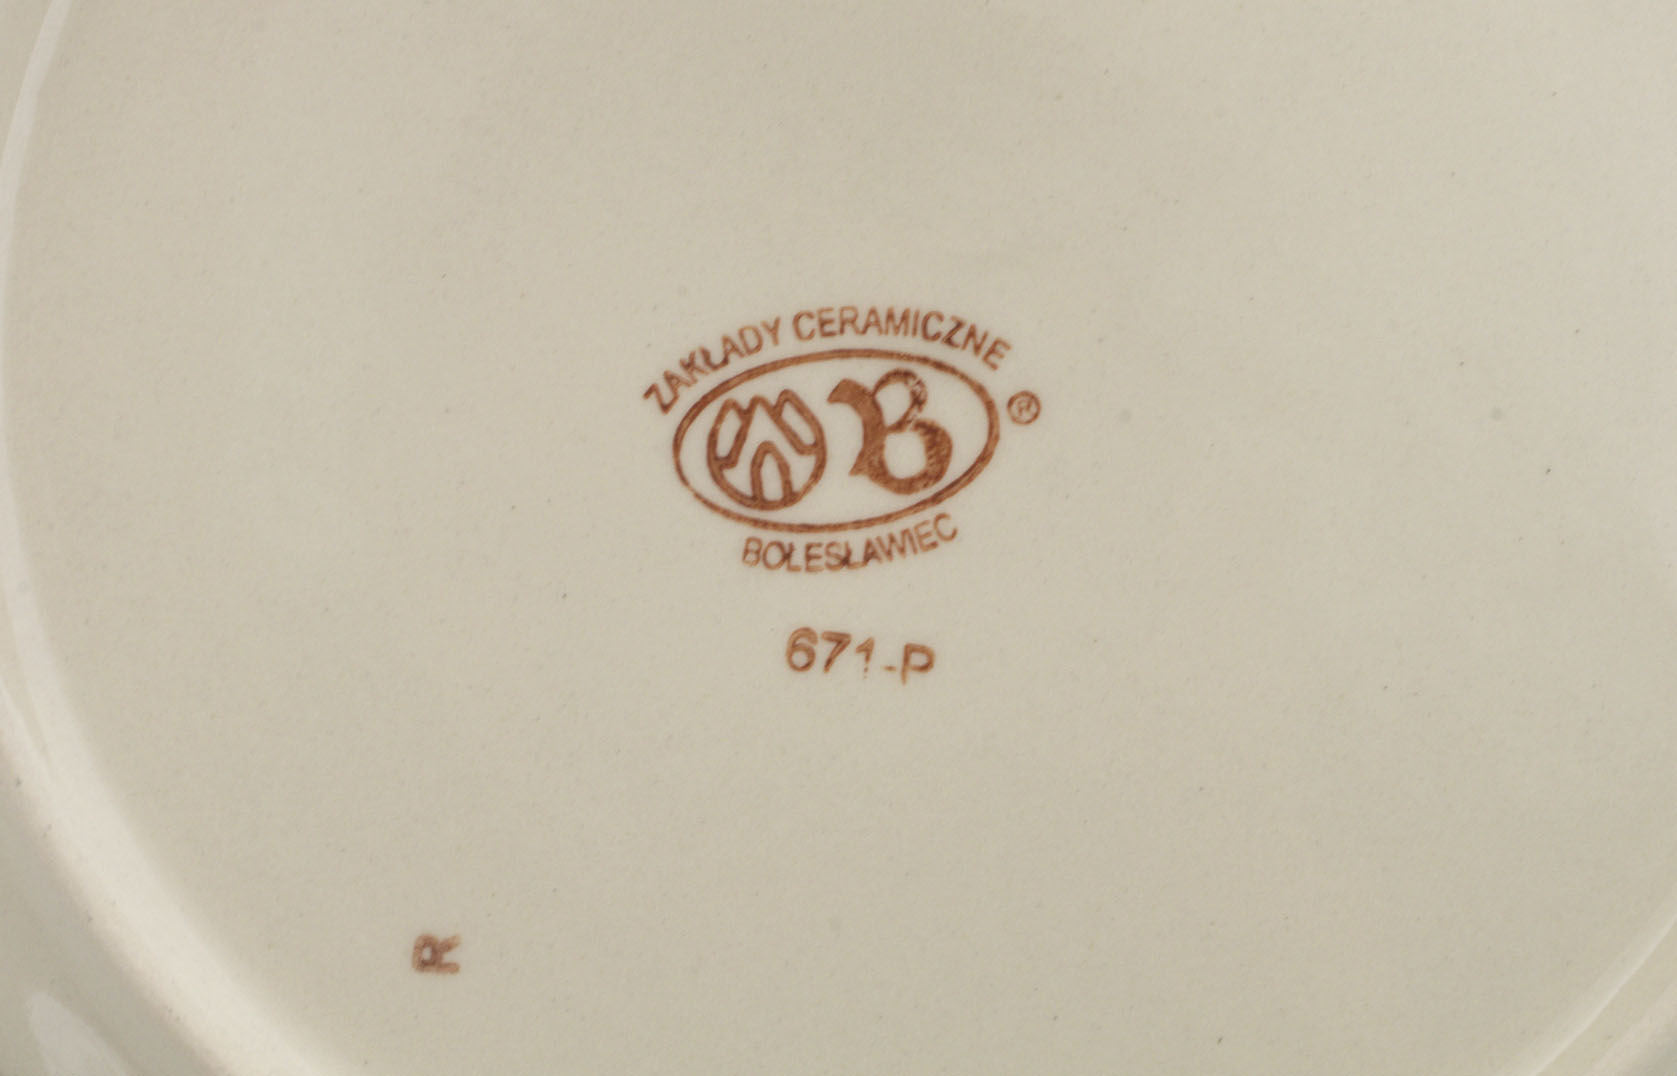 ZAKŁADY CERAMICZNE
B
®
BOLESŁAWIEC
671-P
R